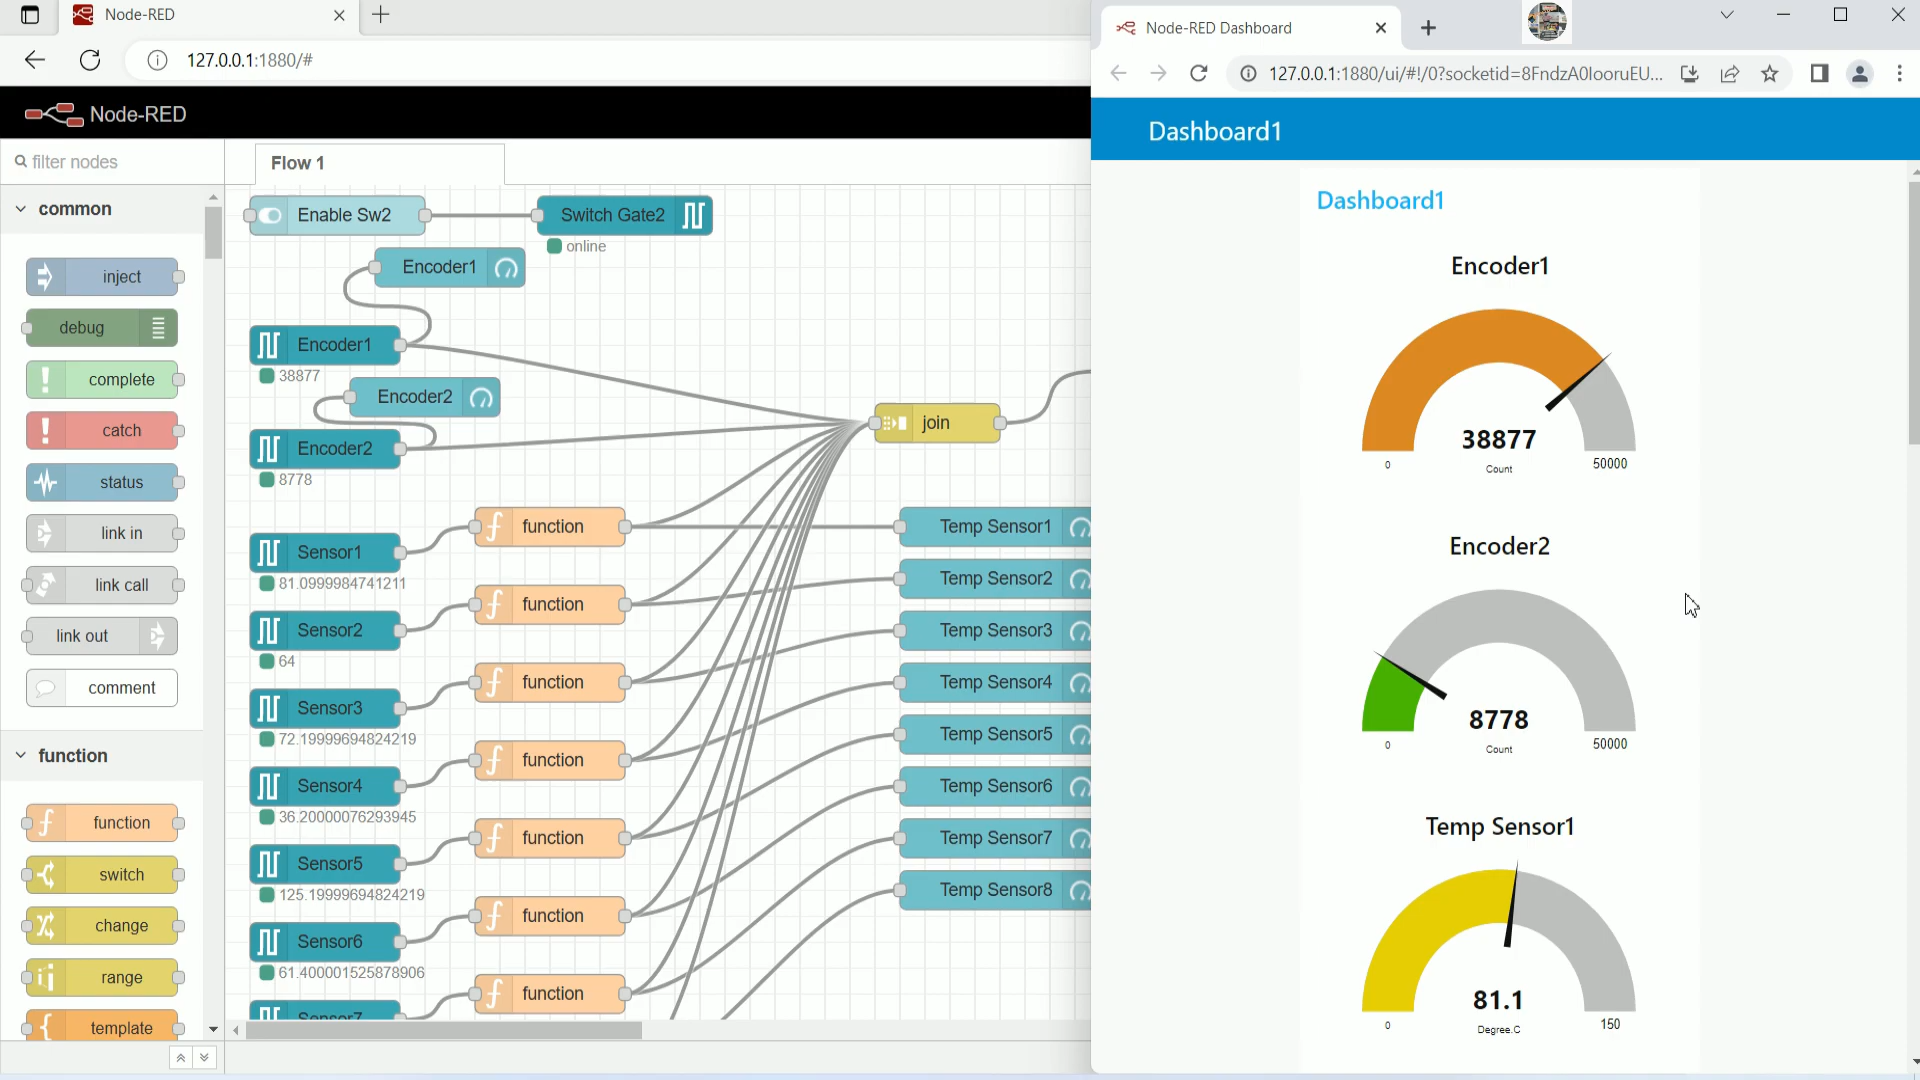 Node-RED
127.0.0.1:1880/#
Node-RED
filter nodes
common
inject
debug
complete
catch
status
link in
link call
link out
comment
function
function
switch
change
range
template
Flow 1
Enable Sw2
Switch Gate2
online
Encoder1
Encoder1
38877
Encoder2
Encoder2
8778
join
Sensor1
81.0999984741211
Sensor2
64
Sensor3
72.19999694824219
Sensor4
36.20000076293945
Sensor5
125.19999694824219
Sensor6
61.400001525878906
Sensor7
function
function
function
function
function
function
function
Temp Sensor1
Temp Sensor2
Temp Sensor3
Temp Sensor4
Temp Sensor5
Temp Sensor6
Temp Sensor7
Temp Sensor8
Node-RED Dashboard
127.0.0.1:1880/ui/#!/0?socketid=8FndzA0looruEU...
Dashboard1
Dashboard1
Encoder1
38877
0
Count
50000
Encoder2
8778
0
Count
50000
Temp Sensor1
81.1
0
Degree.C
150